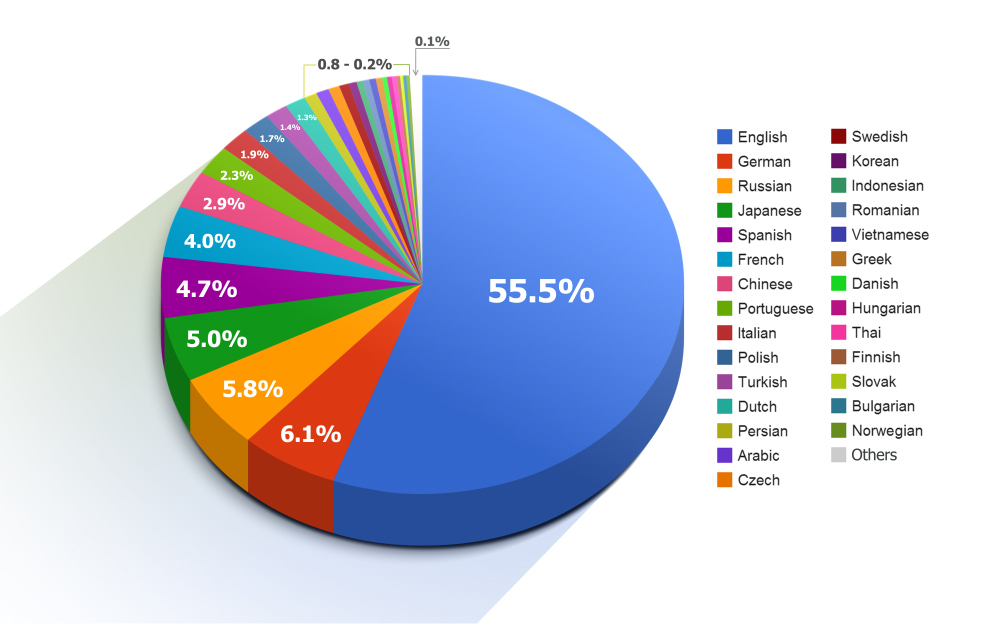 0.1%
0.8 - 0.2%
1.3%
1.4%
1.7%
1.9%
2.3%
2.9%
4.0%
4.7%
5.0%
5.8%
6.1%
55.5%
English
German
Russian
Japanese
Spanish
French
Chinese
Portuguese
Italian
Polish
Turkish
Dutch
Persian
Arabic
Czech
Swedish
Korean
Indonesian
Romanian
Vietnamese
Greek
Danish
Hungarian
Thai
Finnish
Slovak
Bulgarian
Norwegian
Others